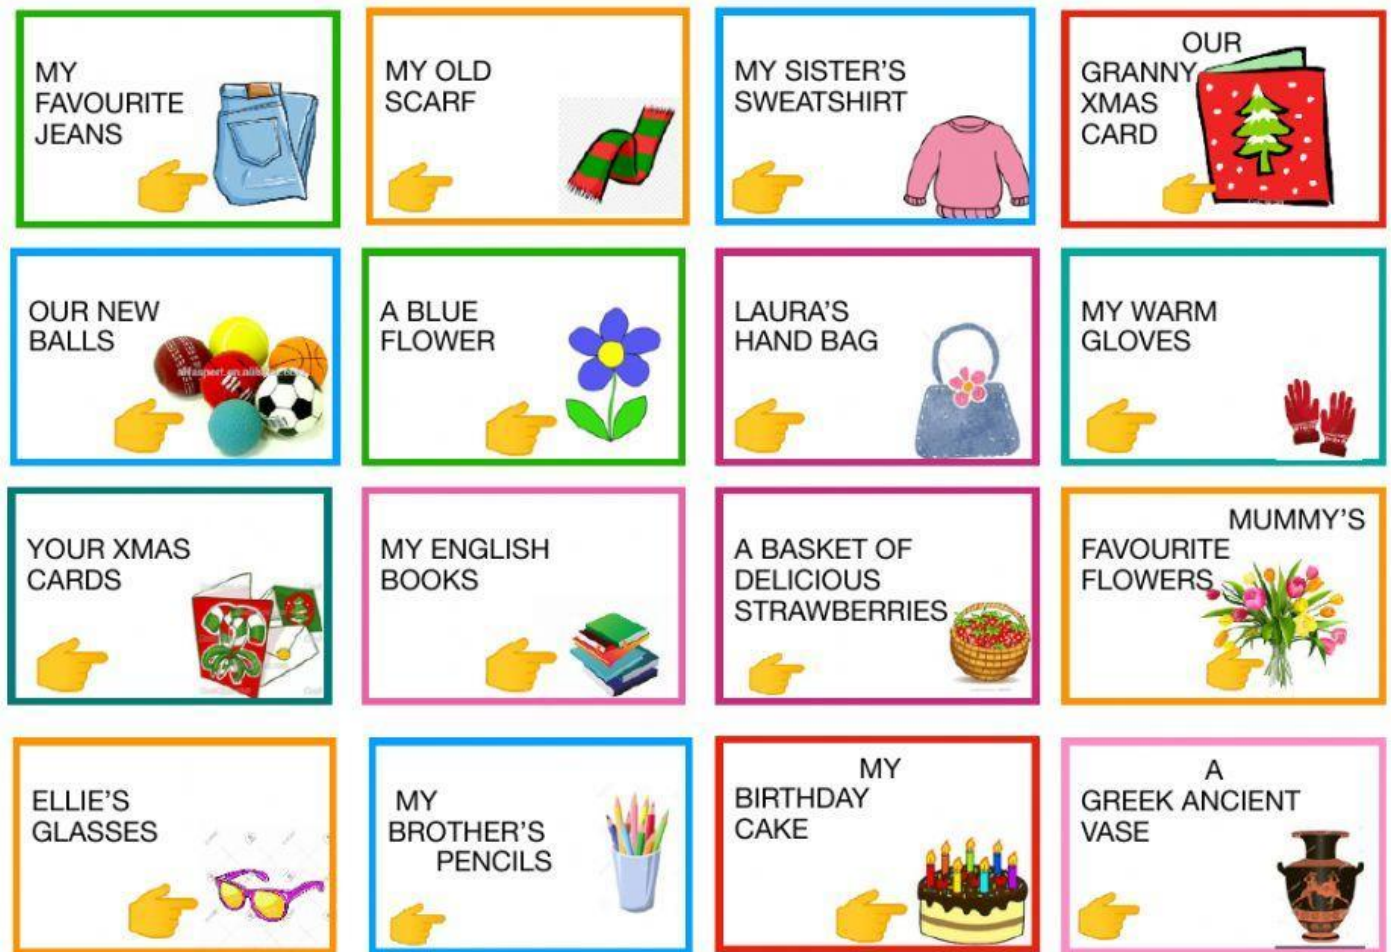 MY
FAVOURITE
JEANS
MY OLD
SCARF
MY SISTER'S
SWEATSHIRT
OUR
GRANNY
XMAS
CARD
OUR NEW
BALLS
A BLUE
FLOWER
LAURA'S
HAND BAG
MY WARM
GLOVES
YOUR XMAS
CARDS
MY ENGLISH
BOOKS
A BASKET OF
DELICIOUS
STRAWBERRIES
MUMMY'S
FAVOURITE
FLOWERS
ELLIE'S
GLASSES
MY
BROTHER'S
PENCILS
MY
BIRTHDAY
CAKE
A
GREEK ANCIENT
VASE